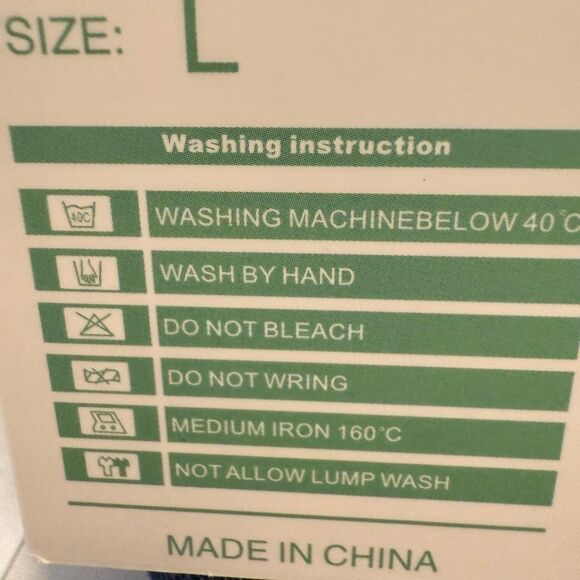 SIZE: L
Washing instruction
40C WASHING MACHINEBELOW 40°C
WASH BY HAND
DO NOT BLEACH
DO NOT WRING
MEDIUM IRON 160°C
NOT ALLOW LUMP WASH
MADE IN CHINA